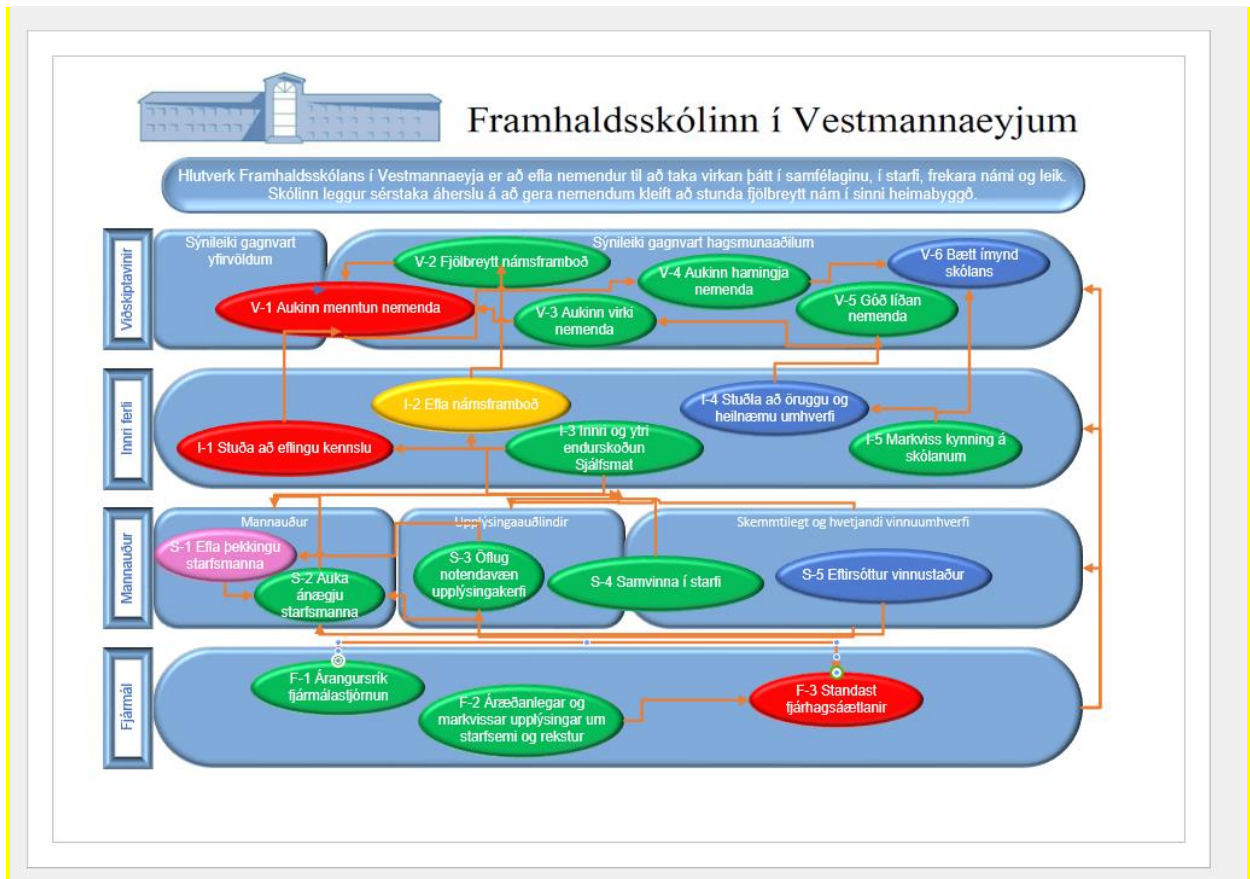 Framhaldsskólinn í Vestmannaeyjum
Hlutverk Framhaldsskólans í Vestmannaeyja er að efla nemendur til að taka virkan þátt í samfélaginu, í starfi, frekara námi og leik.
Skólinn leggur sérstaka áherslu á að gera nemendum kleift að stunda fjölbreytt nám í sinni heimabyggð.
Viðskiptavinir
Sýnileiki gagnvart
yfirvöldum
Sýnileiki gagnvart hagsmunaaðilum
V-2 Fjölbreytt námsframboð
V-4 Aukinn hamingja
nemenda
V-6 Bætt ímynd
skólans
V-1 Aukinn menntun nemenda
V-3 Aukinn virki
nemenda
V-5 Góð líðan
nemenda
Innri ferli
I-2 Efla námsframboð
I-4 Stuðla að öruggu og
heilnæmu umhverfi
I-1 Stuða að eflingu kennslu
I-3 Innri og ytri
endurskoðun
Sjálfsmat
I-5 Markviss kynning á
skólanum
Mannauður
Mannauður
Upplýsingaauðlindir
Skemmtilegt og hvetjandi vinnuumhverfi
S-1 Efla þekkingu
starfsmanna
S-2 Auka
ánægju
starfsmanna
S-3 Öflug
notendavæn
upplýsingakerfi
S-4 Samvinna í starfi
S-5 Eftirsóttur vinnustaður
Fjármál
F-1 Árangursrík
fjármálastjórnun
F-2 Áræðanlegar og
markvissar upplýsingar um
starfsemi og rekstur
F-3 Standast
fjárhagsáætlanir